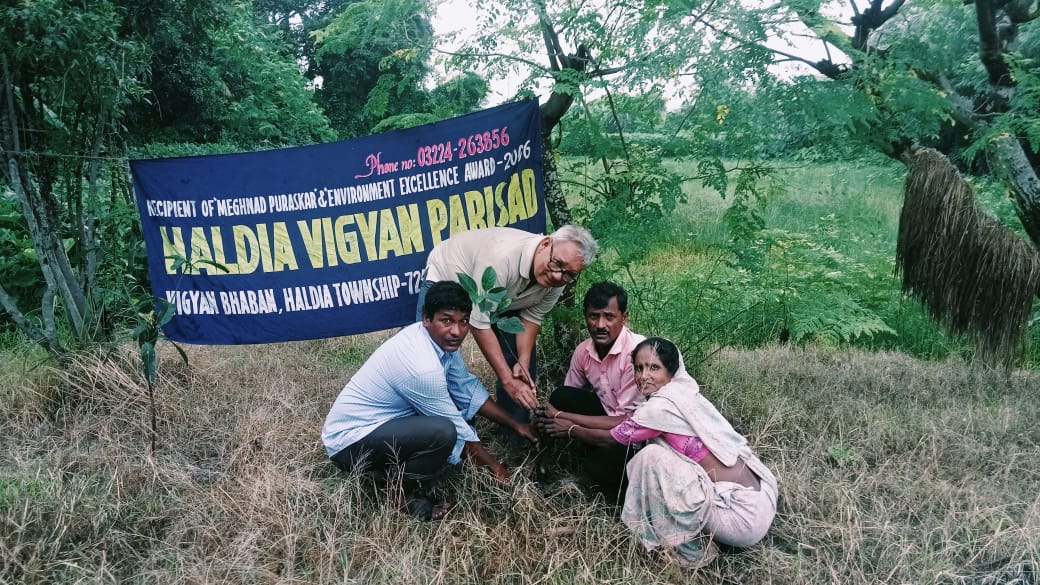 Phone no: 03224-263856
RECIPIENT OF 'MEGHNAD PURASKAR' & 'ENVIRONMENT EXCELLENCE AWARD-2006
HALDIA VIGYAN PARISAD
VIGYAN BHABAN, HALDIA TOWNSHIP-72